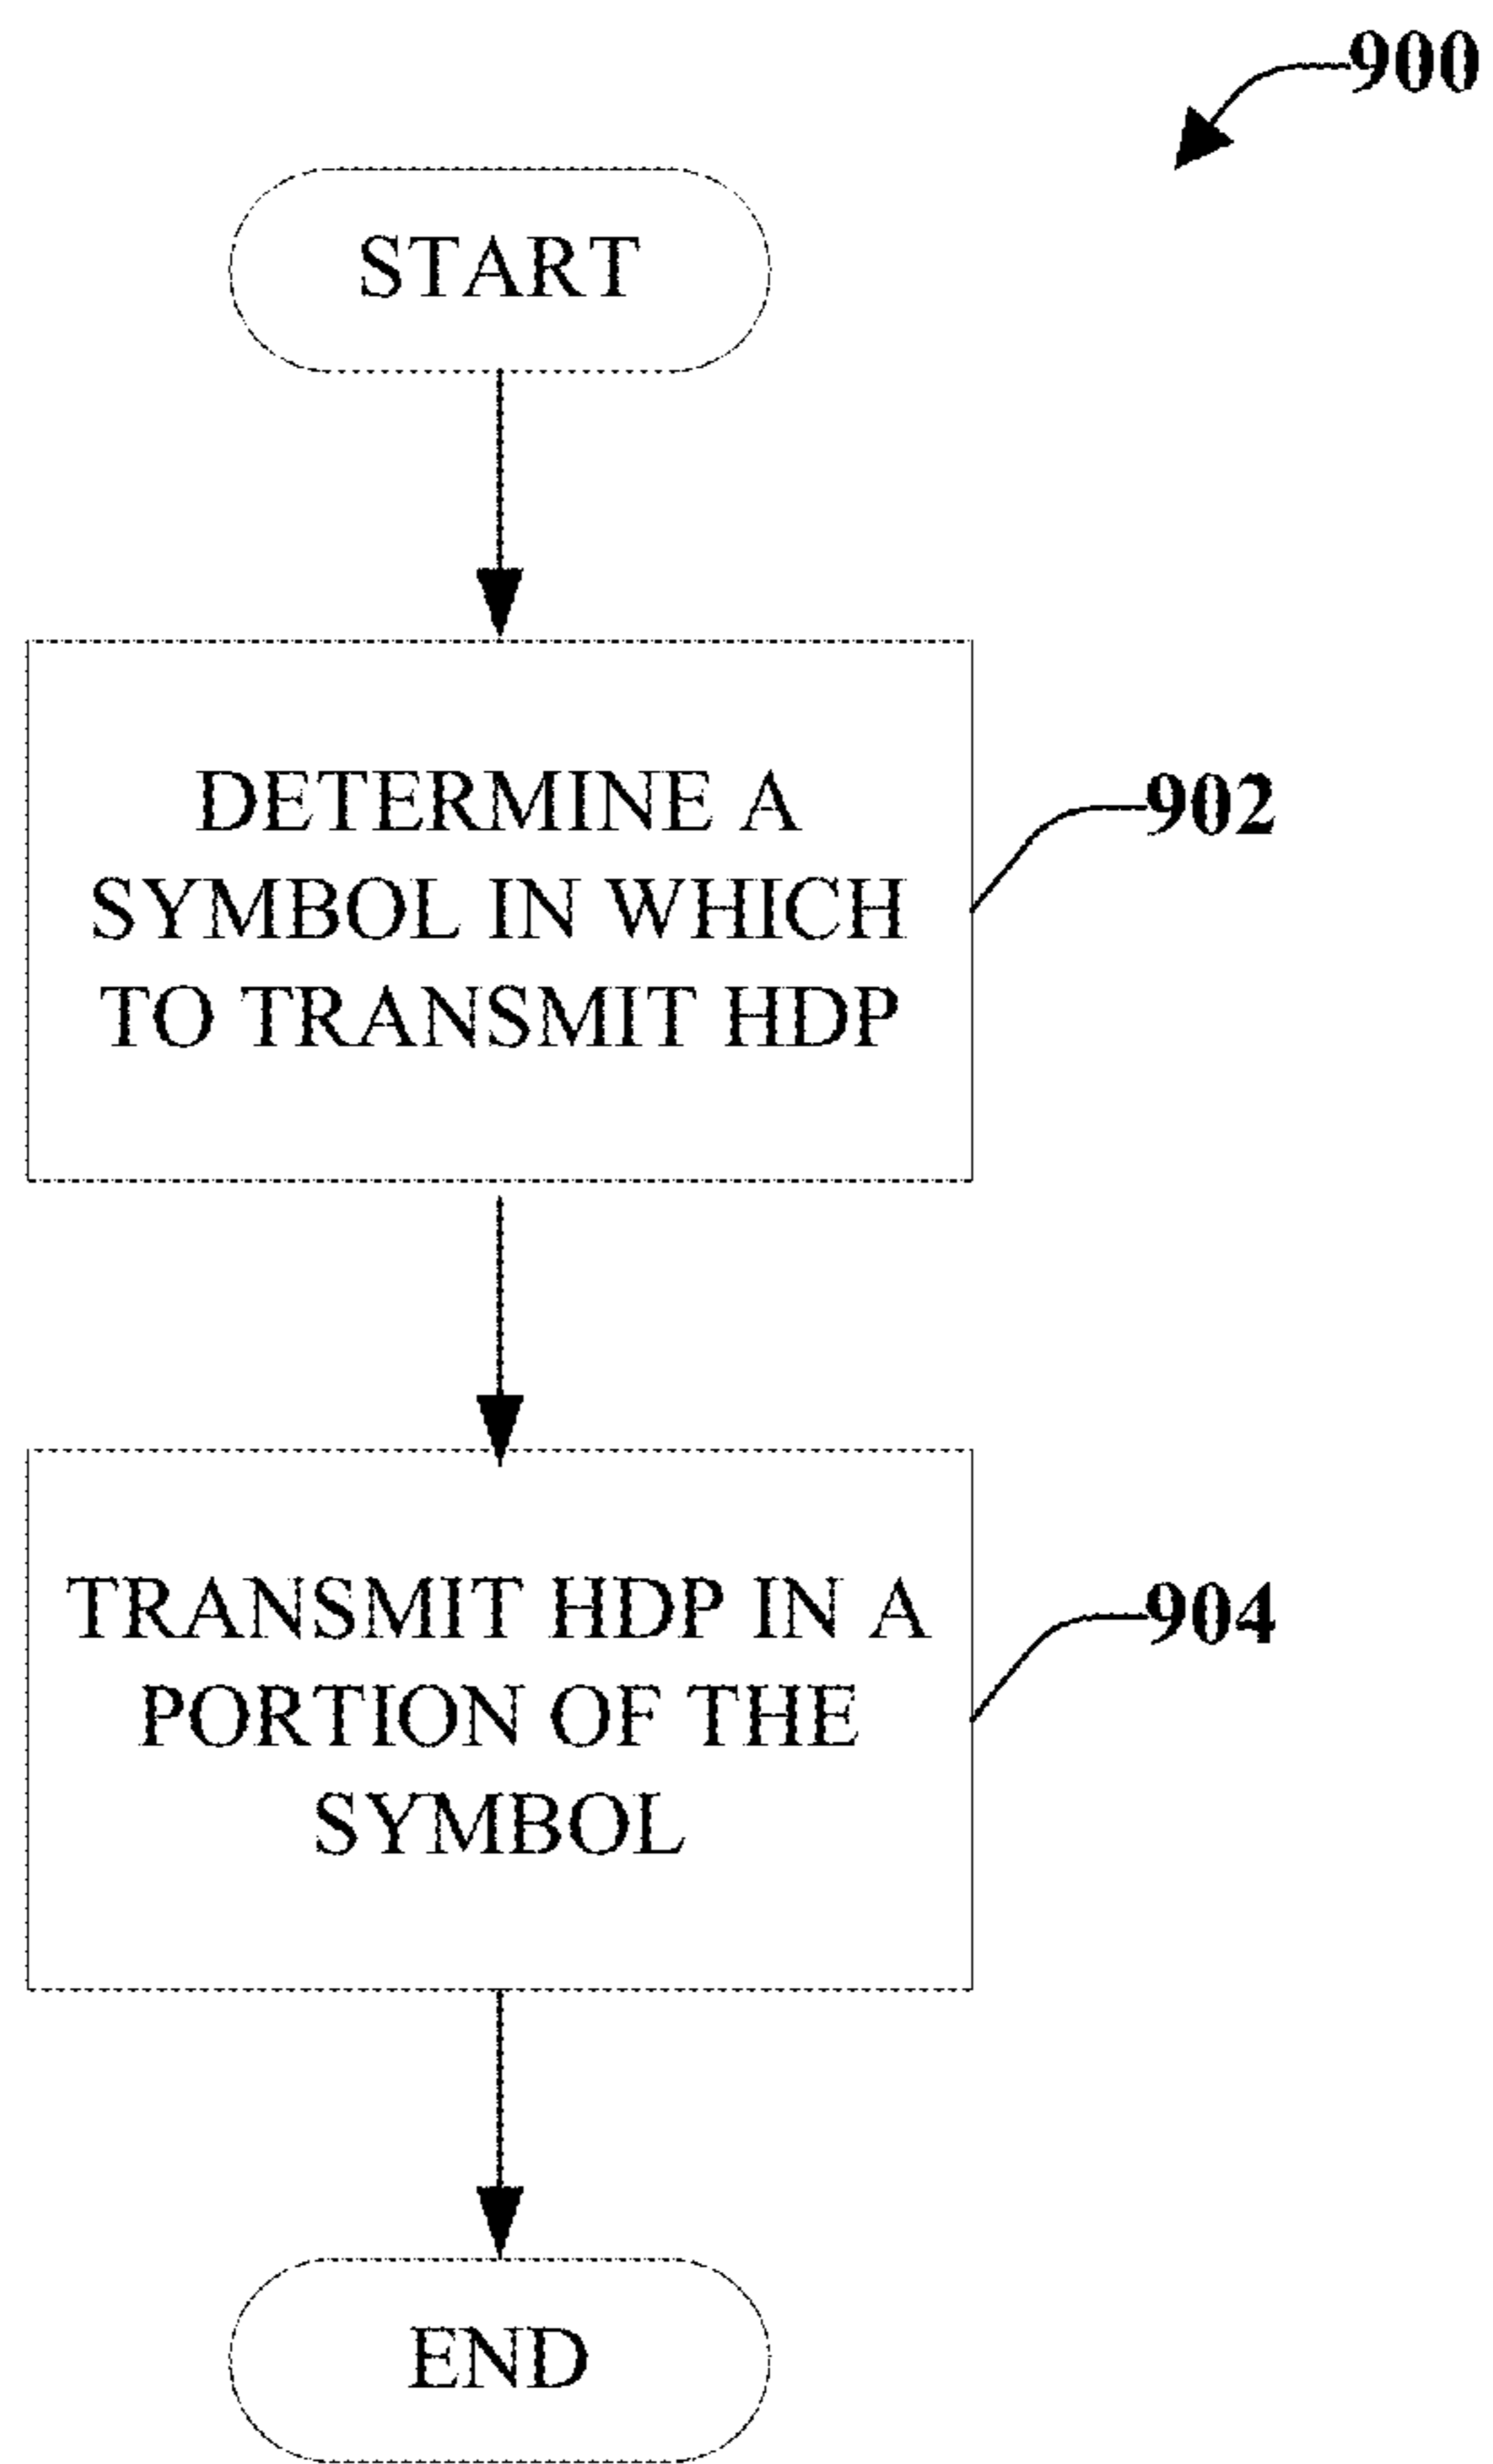 900
START
DETERMINE A
SYMBOL IN WHICH
TO TRANSMIT HDP
902
TRANSMIT HDP IN A
PORTION OF THE
SYMBOL
904
END